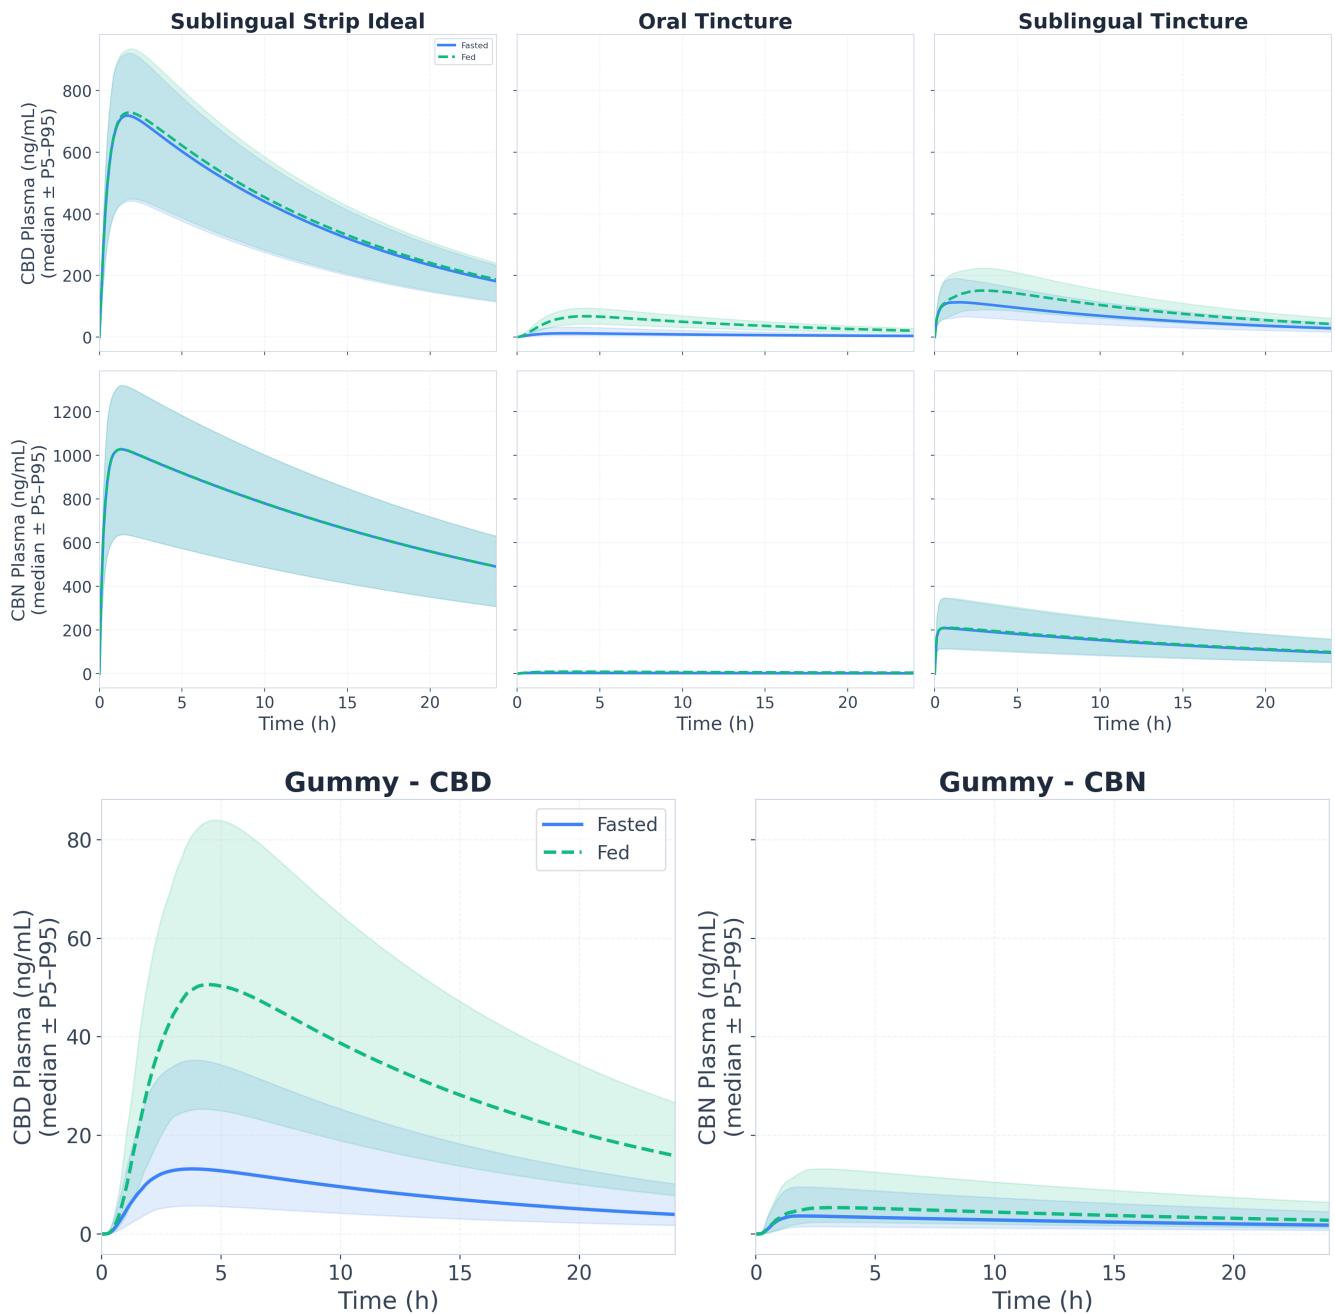 Sublingual Strip Ideal
Oral Tincture
Sublingual Tincture
Fasted
Fed
CBD Plasma (ng/mL)
(median ± P5–P95)
800
600
400
200
0
CBN Plasma (ng/mL)
(median ± P5–P95)
1200
1000
800
600
400
200
0
0 5 10 15 20
0 5 10 15 20
0 5 10 15 20
Time (h)
Time (h)
Time (h)
Gummy - CBD
Gummy - CBN
Fasted
Fed
CBD Plasma (ng/mL)
(median ± P5–P95)
80
60
40
20
0
CBN Plasma (ng/mL)
(median ± P5–P95)
0 5 10 15 20
0 5 10 15 20
Time (h)
Time (h)